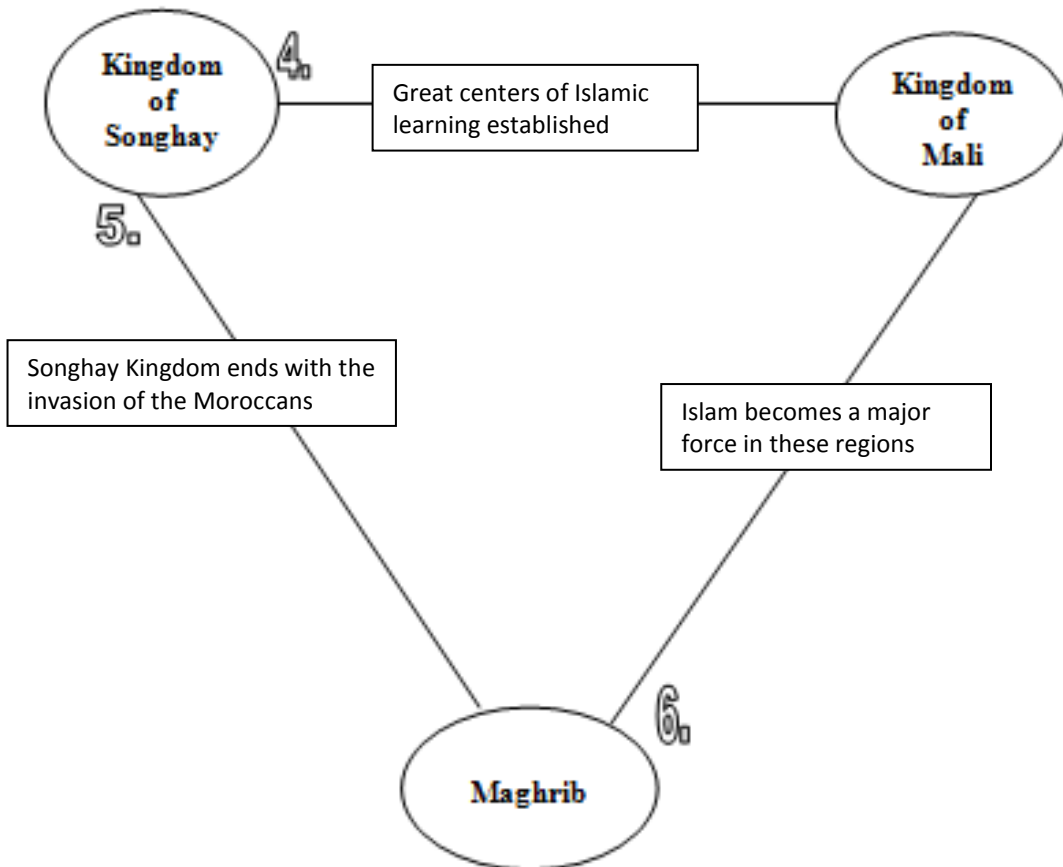 Kingdom
of
Songhay
4.
Great centers of Islamic
learning established
Kingdom
of
Mali
5.
Songhay Kingdom ends with the
invasion of the Moroccans
Islam becomes a major
force in these regions
6.
Maghrib